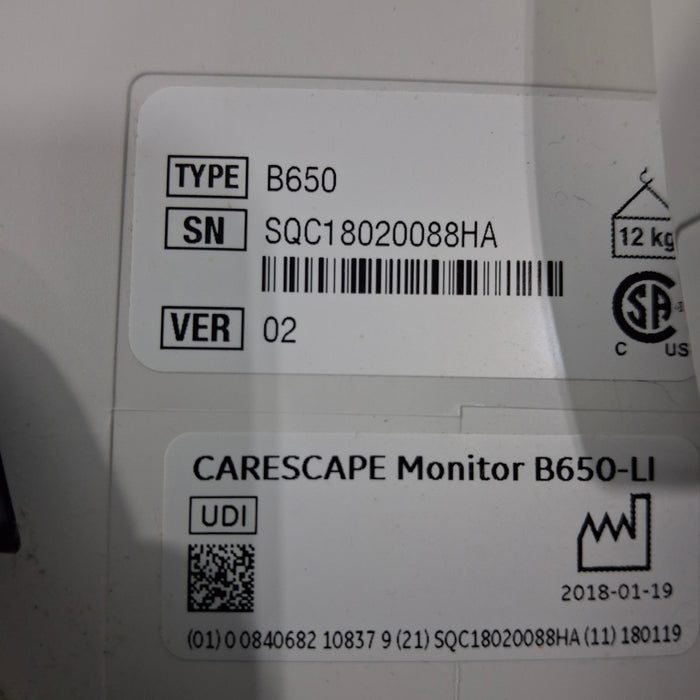 TYPE B650
SN SQC18020088HA
12 kg
VER 02
SA
C US
CARESCAPE Monitor B650-LI
UDI
2018-01-19
(01) 0 0840682 10837 9 (21) SQC18020088HA (11) 180119